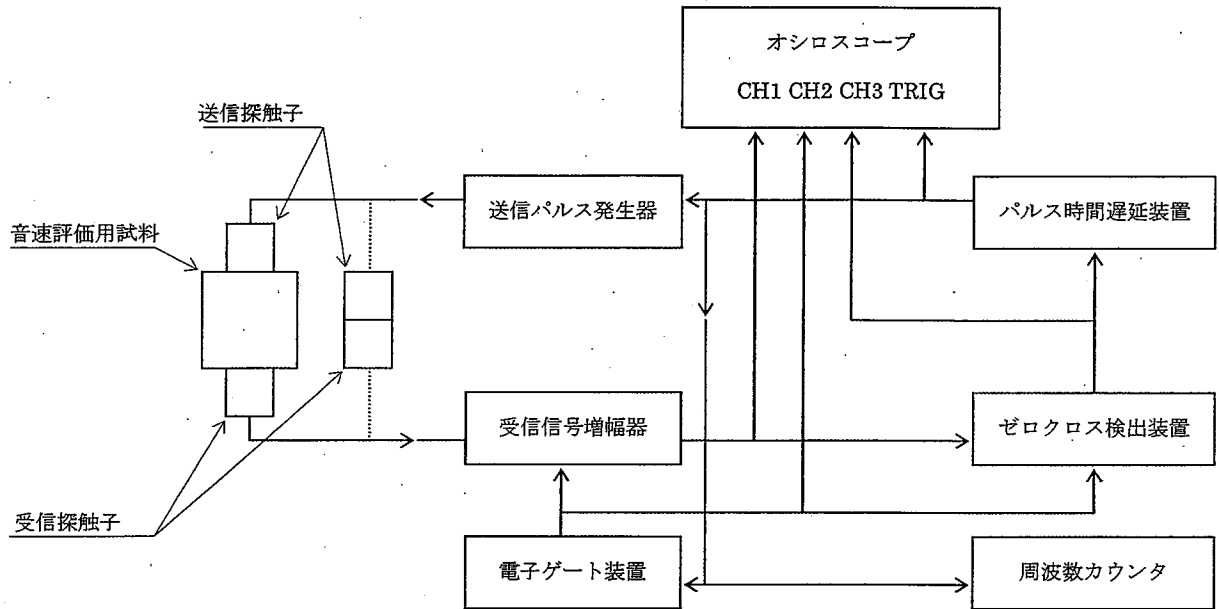 オシロスコープ
CH1 CH2 CH3 TRIG
送信探触子
送信パルス発生器
パルス時間遅延装置
音速評価用試料
受信信号増幅器
ゼロクロス検出装置
受信探触子
電子ゲート装置
周波数カウンタ